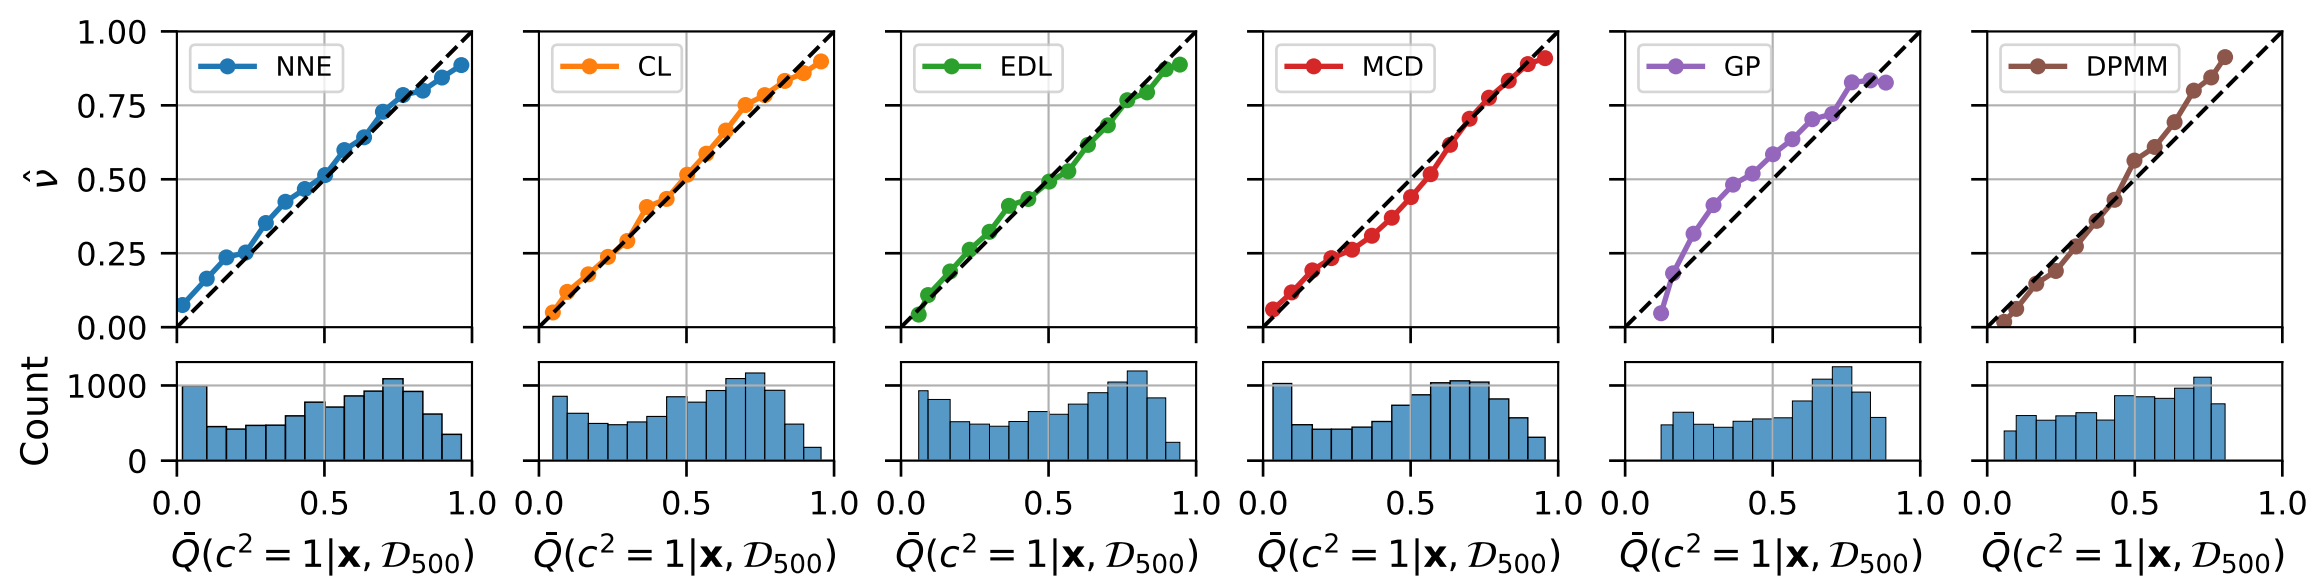 1.00
0.75
0.50
0.25
0.00
ν̂
NNE
CL
EDL
MCD
GP
DPMM
Count
1000
0
0.0 0.5 1.0
0.0 0.5 1.0
0.0 0.5 1.0
0.0 0.5 1.0
0.0 0.5 1.0
0.0 0.5 1.0
Q̄(c² = 1|𝐱, 𝒟₅₀₀)
Q̄(c² = 1|𝐱, 𝒟₅₀₀)
Q̄(c² = 1|𝐱, 𝒟₅₀₀)
Q̄(c² = 1|𝐱, 𝒟₅₀₀)
Q̄(c² = 1|𝐱, 𝒟₅₀₀)
Q̄(c² = 1|𝐱, 𝒟₅₀₀)